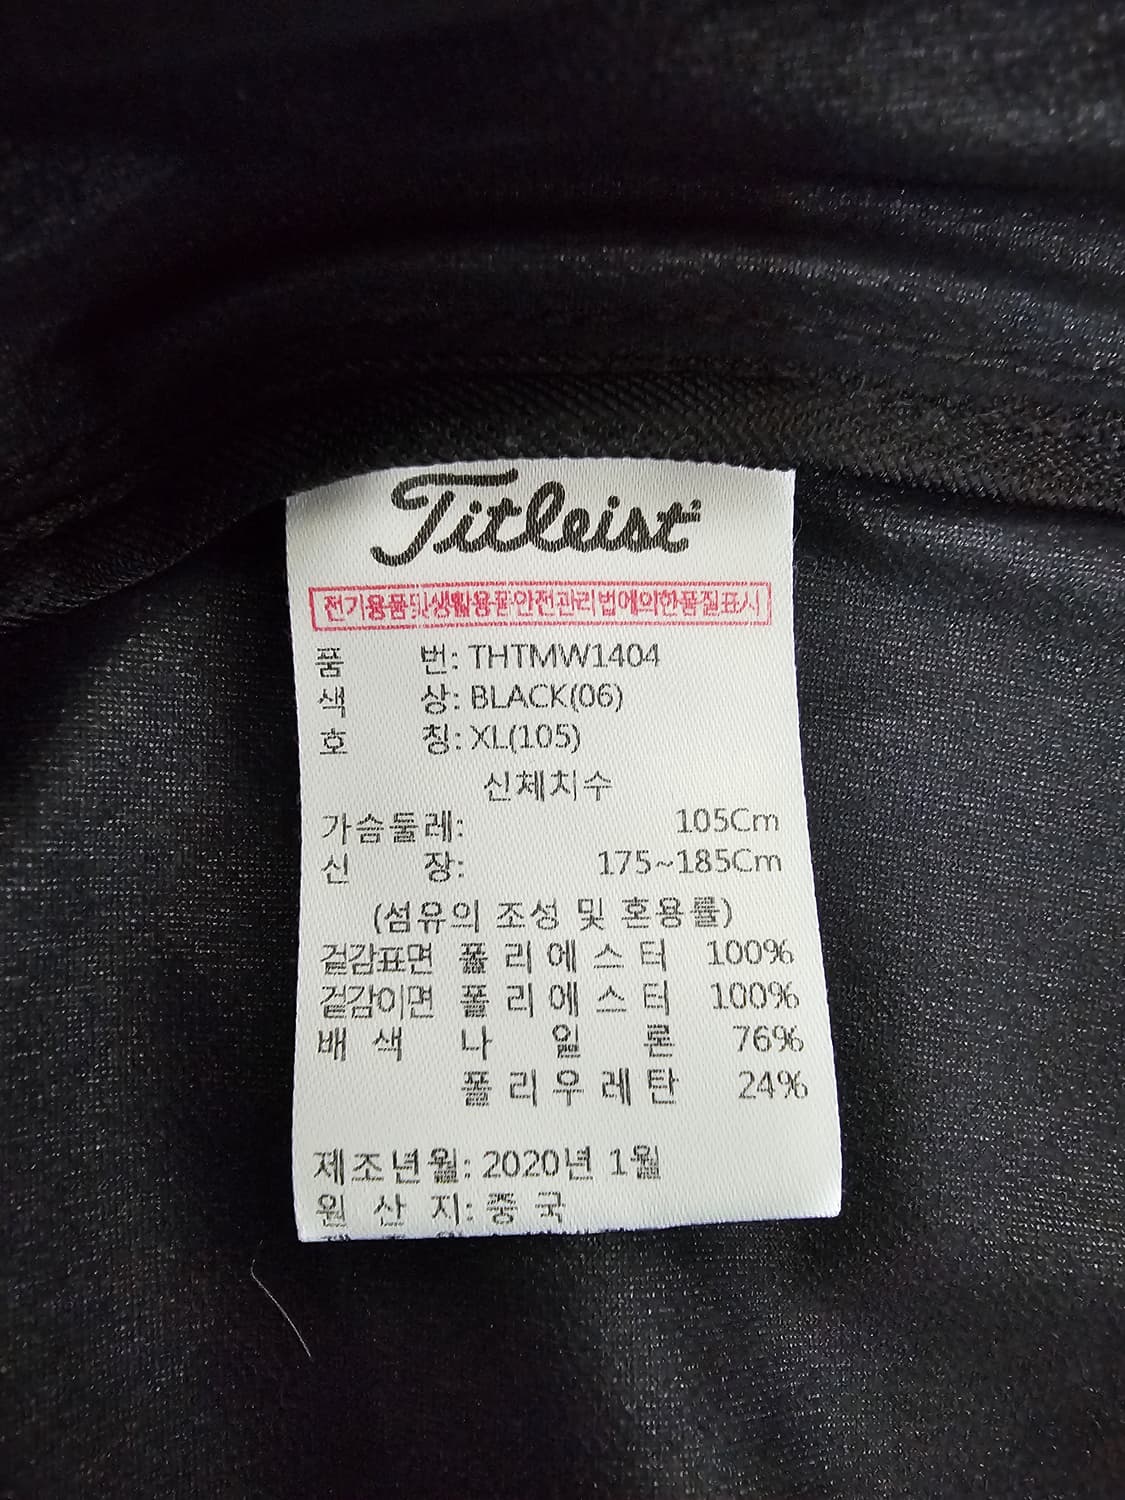 Titleist
전기용품및생활용품안전관리법에의한품질표시
품 번: THTMW1404
색 상: BLACK(06)
호 칭: XL(105)
신체치수
가슴둘레: 105Cm
신 장: 175~185Cm
(섬유의 조성 및 혼용률)
겉감표면 폴리에스터 100%
겉감이면 폴리에스터 100%
배 색 나 일 론 76%
폴리우레탄 24%
제조년월: 2020년 1월
원 산 지: 중 국